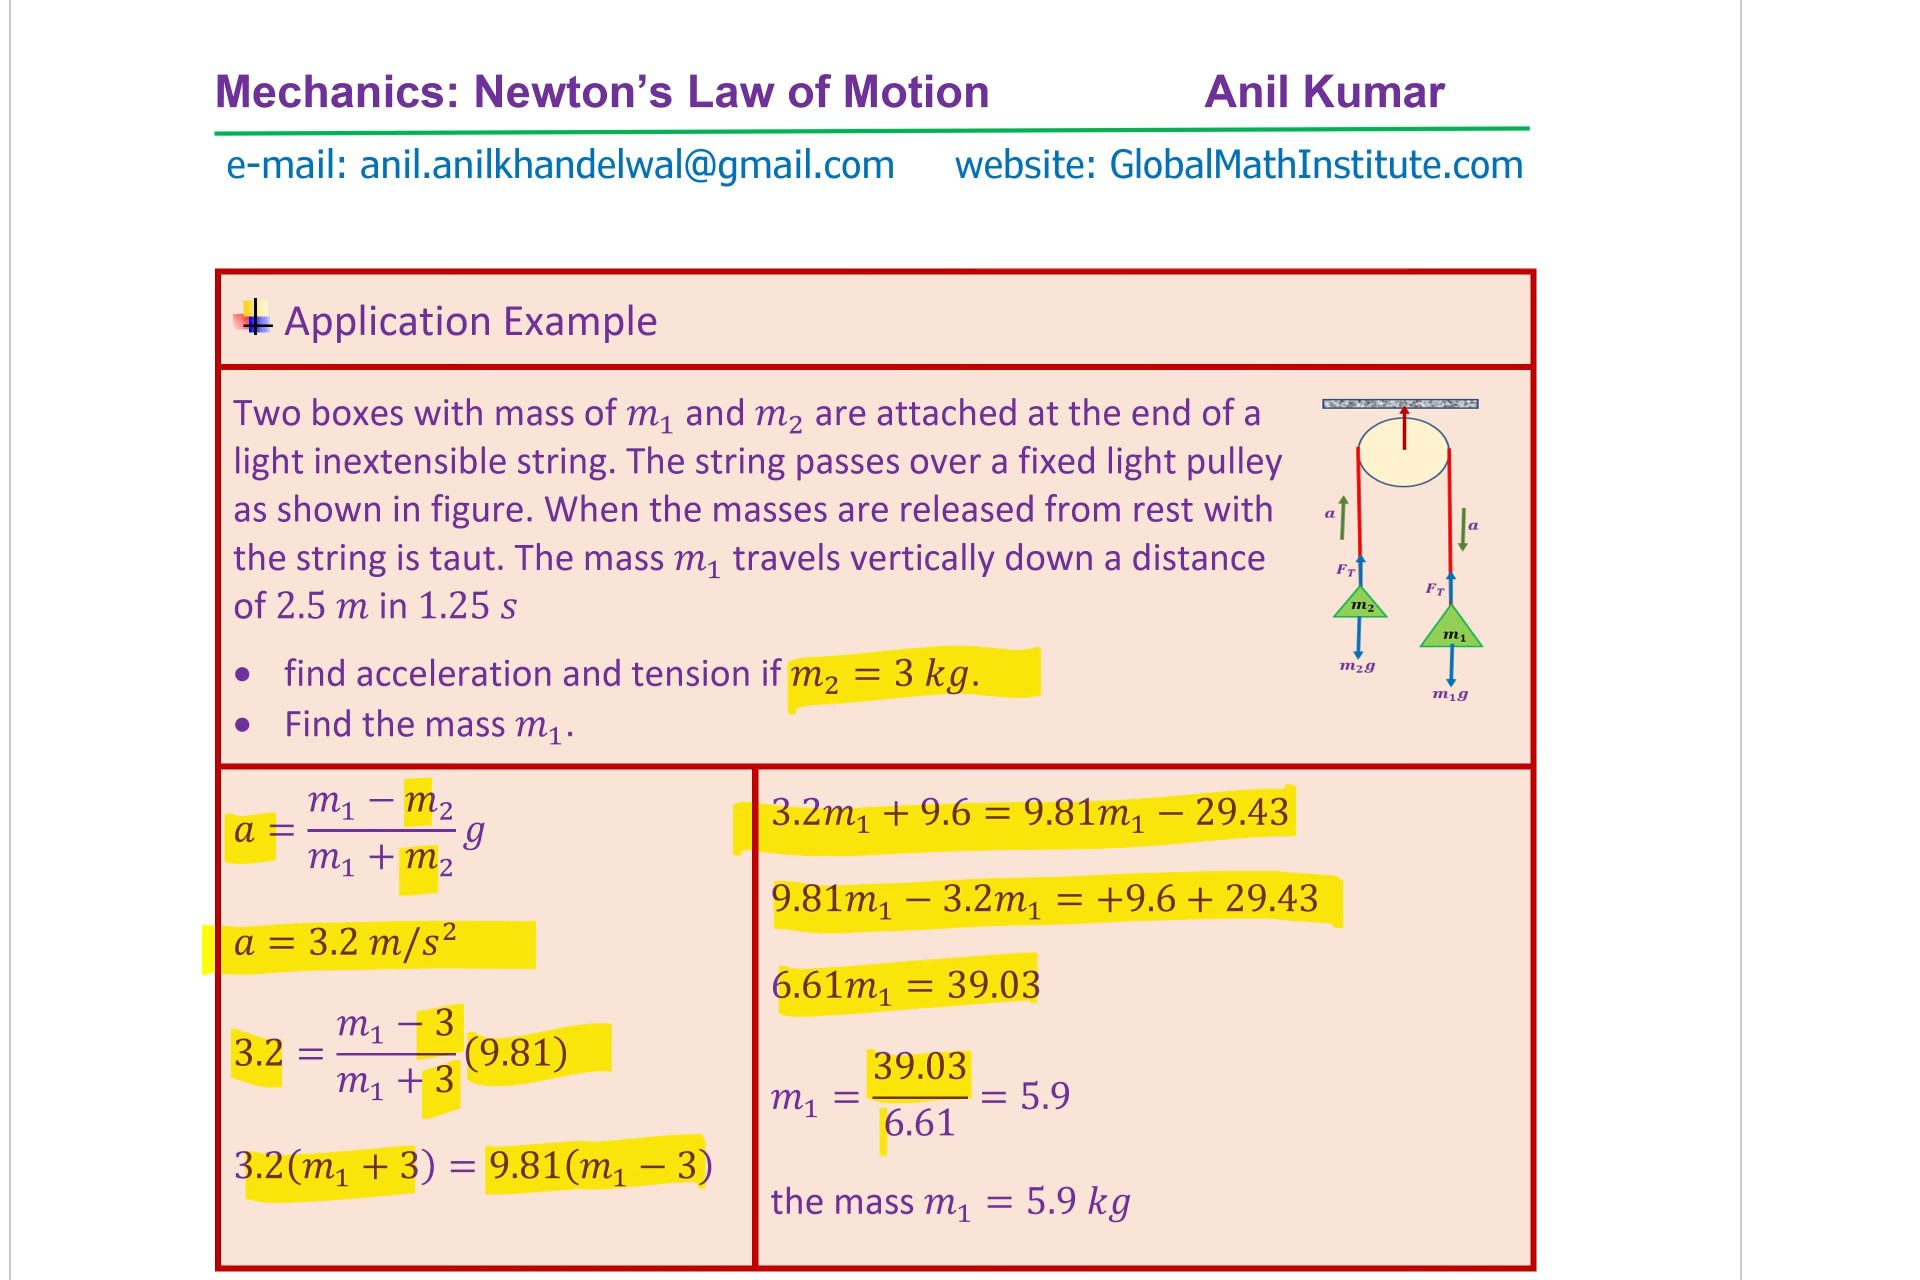 Mechanics: Newton's Law of Motion Anil Kumar
e-mail: anil.anilkhandelwal@gmail.com website: GlobalMathInstitute.com
Application Example
Two boxes with mass of m₁ and m₂ are attached at the end of a
light inextensible string. The string passes over a fixed light pulley
as shown in figure. When the masses are released from rest with
the string is taut. The mass m₁ travels vertically down a distance
of 2.5 m in 1.25 s
• find acceleration and tension if m₂ = 3 kg.
• Find the mass m₁.
a
a
F_T
F_T
m₂
m₁
m₂g
m₁g
a = (m₁ − m₂)/(m₁ + m₂) g
a = 3.2 m/s²
3.2 = (m₁ − 3)/(m₁ + 3) (9.81)
3.2(m₁ + 3) = 9.81(m₁ − 3)
3.2m₁ + 9.6 = 9.81m₁ − 29.43
9.81m₁ − 3.2m₁ = +9.6 + 29.43
6.61m₁ = 39.03
m₁ = 39.03/6.61 = 5.9
the mass m₁ = 5.9 kg